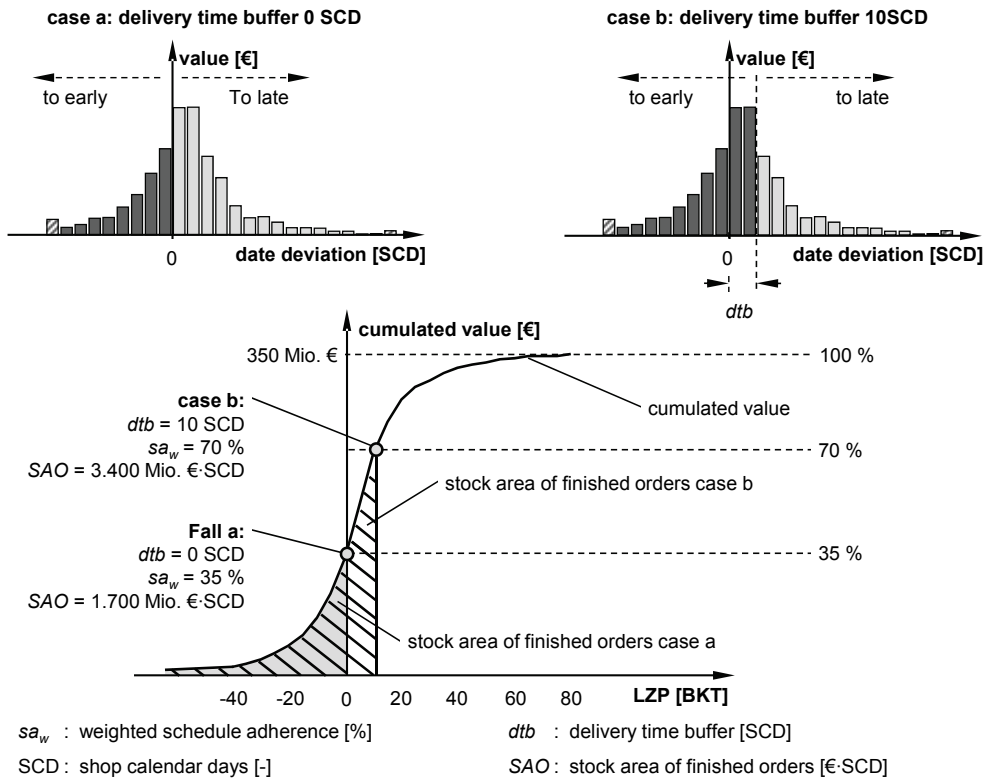 case a: delivery time buffer 0 SCD
value [€]
to early
To late
0
date deviation [SCD]
case b: delivery time buffer 10SCD
value [€]
to early
to late
0
date deviation [SCD]
dtb
cumulated value [€]
350 Mio. €
100 %
cumulated value
case b:
dtb = 10 SCD
sa_w = 70 %
SAO = 3.400 Mio. €·SCD
70 %
stock area of finished orders case b
Fall a:
dtb = 0 SCD
sa_w = 35 %
SAO = 1.700 Mio. €·SCD
35 %
stock area of finished orders case a
-40 -20 0 20 40 60 80 LZP [BKT]
sa_w : weighted schedule adherence [%]
dtb : delivery time buffer [SCD]
SCD : shop calendar days [-]
SAO : stock area of finished orders [€·SCD]